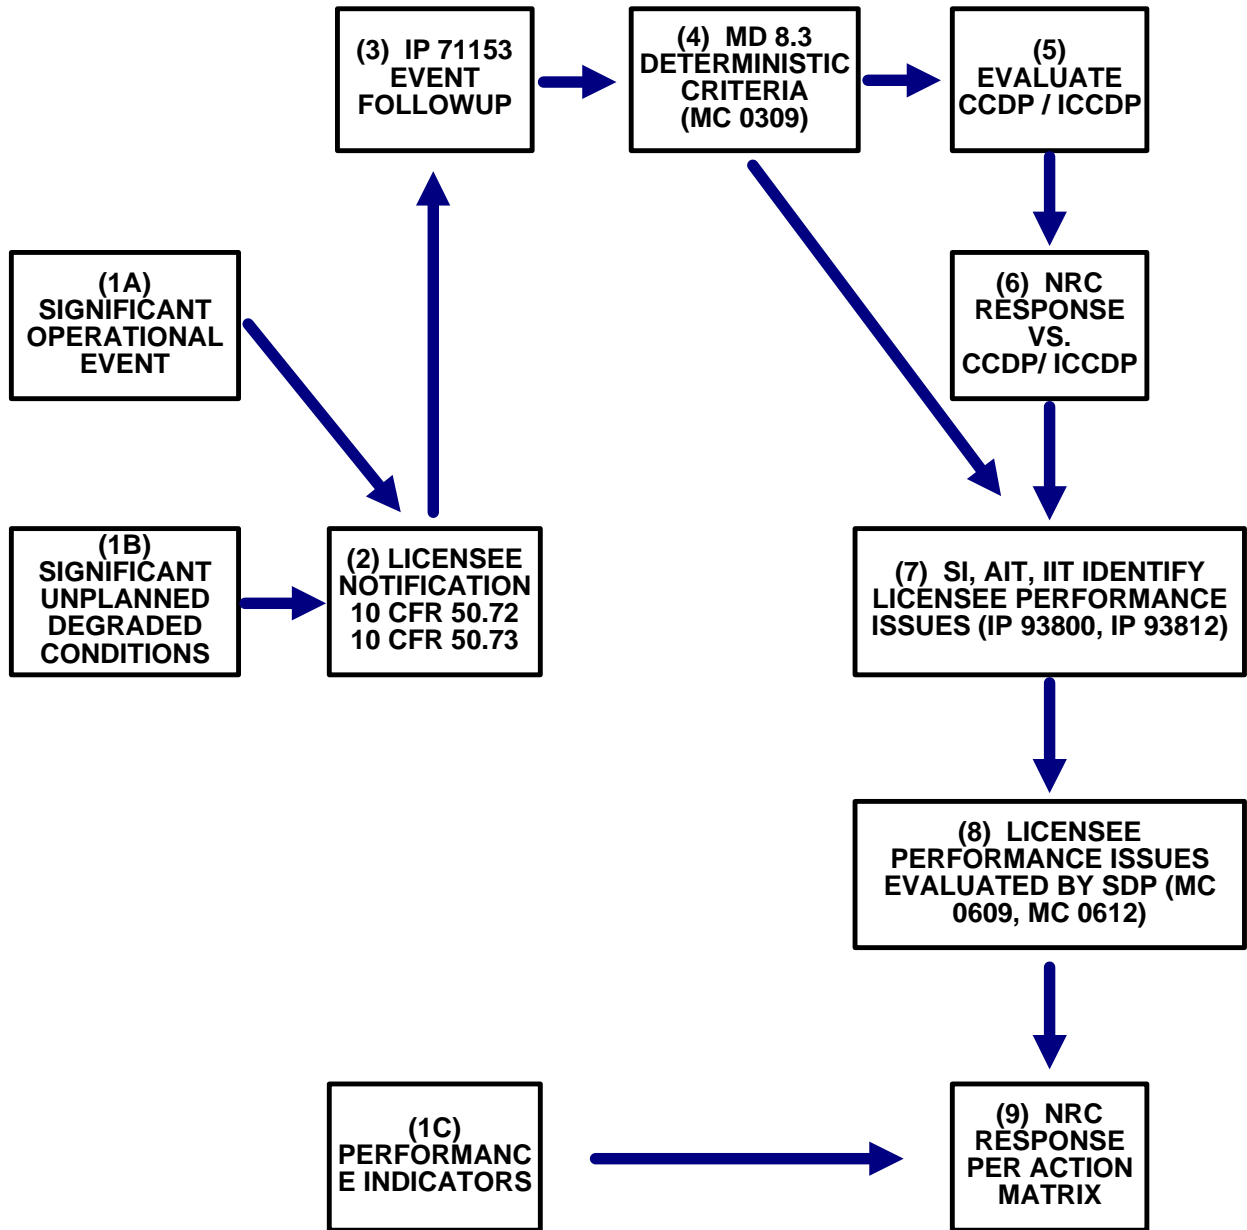 (3) IP 71153
EVENT
FOLLOWUP
(4) MD 8.3
DETERMINISTIC
CRITERIA
(MC 0309)
(5)
EVALUATE
CCDP / ICCDP
(1A)
SIGNIFICANT
OPERATIONAL
EVENT
(6) NRC
RESPONSE
VS.
CCDP/ ICCDP
(1B)
SIGNIFICANT
UNPLANNED
DEGRADED
CONDITIONS
(2) LICENSEE
NOTIFICATION
10 CFR 50.72
10 CFR 50.73
(7) SI, AIT, IIT IDENTIFY
LICENSEE PERFORMANCE
ISSUES (IP 93800, IP 93812)
(8) LICENSEE
PERFORMANCE ISSUES
EVALUATED BY SDP (MC
0609, MC 0612)
(1C)
PERFORMANC
E INDICATORS
(9) NRC
RESPONSE
PER ACTION
MATRIX